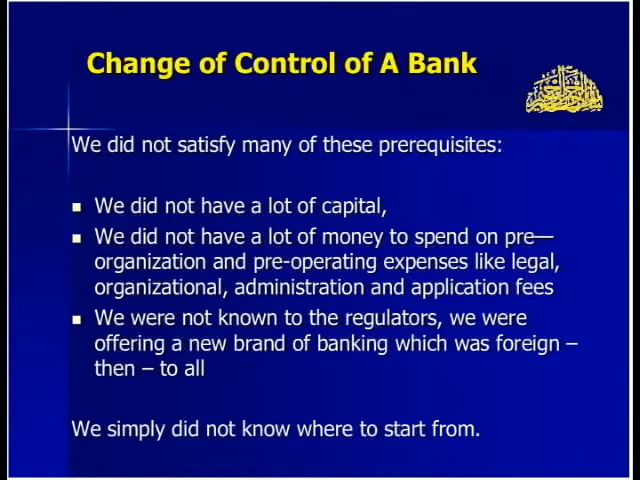 Change of Control of A Bank
We did not satisfy many of these prerequisites:
We did not have a lot of capital,
We did not have a lot of money to spend on pre—
organization and pre-operating expenses like legal,
organizational, administration and application fees
We were not known to the regulators, we were
offering a new brand of banking which was foreign –
then – to all
We simply did not know where to start from.